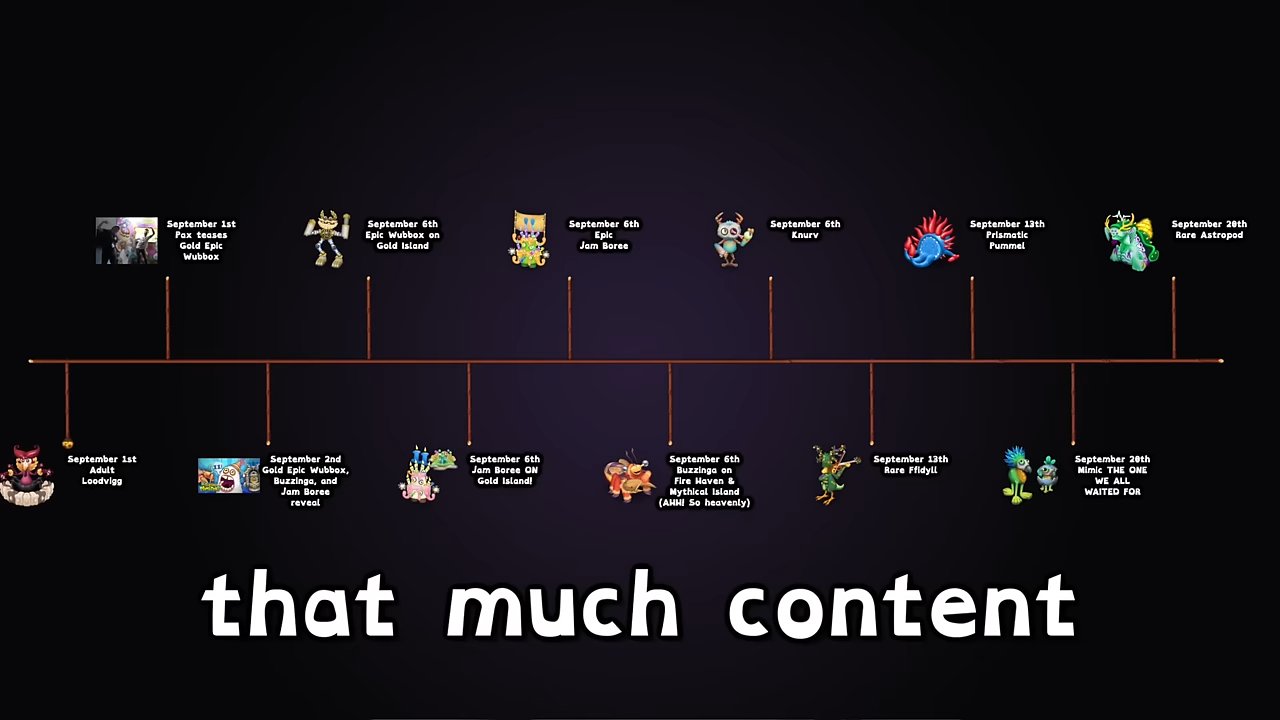 September 1st
Pax teases
Gold Epic
Wubbox
September 6th
Epic Wubbox on
Gold Island
September 6th
Epic
Jam Boree
September 6th
Knurv
September 13th
Prismatic
Pummel
September 20th
Rare Astropod
September 1st
Adult
Loodvigg
September 2nd
Gold Epic Wubbox,
Buzzinga, and
Jam Boree
reveal
September 6th
Jam Boree ON
Gold Island!
September 6th
Buzzinga on
Fire Haven &
Mythical Island
(AHH! So heavenly)
September 13th
Rare Ffidyll
September 20th
Mimic THE ONE
WE ALL
WAITED FOR
that much content